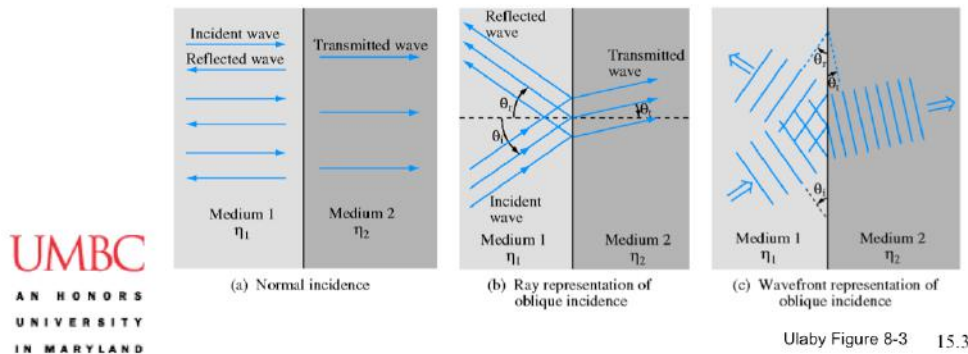 Incident wave
Reflected wave
Transmitted wave
Medium 1
η₁
Medium 2
η₂
(a) Normal incidence
Reflected
wave
Transmitted
wave
θr
θt
θi
Incident
wave
Medium 1
η₁
Medium 2
η₂
(b) Ray representation of
oblique incidence
θr
θt
θi
Medium 1
η₁
Medium 2
η₂
(c) Wavefront representation of
oblique incidence
UMBC
AN HONORS
UNIVERSITY
IN MARYLAND
Ulaby Figure 8-3 15.3